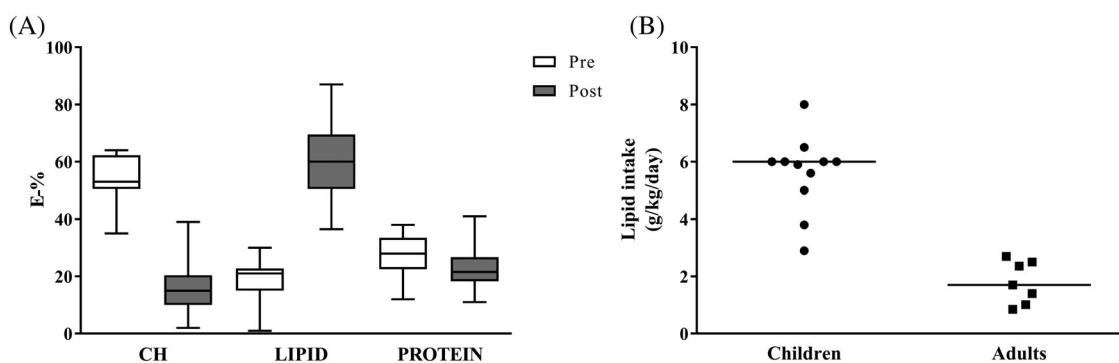 (A)
100
80
60
40
20
0
E-%
CH
LIPID
PROTEIN
Pre
Post
(B)
10
8
6
4
2
0
Lipid intake
(g/kg/day)
Children
Adults